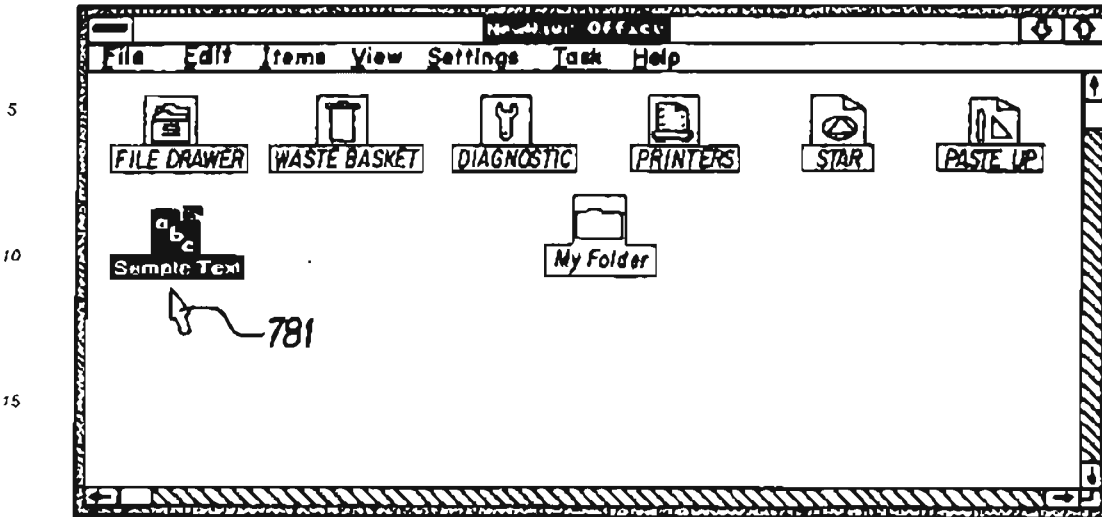 Office
File Edit Items View Settings Task Help
5
FILE DRAWER WASTE BASKET DIAGNOSTIC PRINTERS STAR PASTE UP
abc
10
Sample Text My Folder
781
15